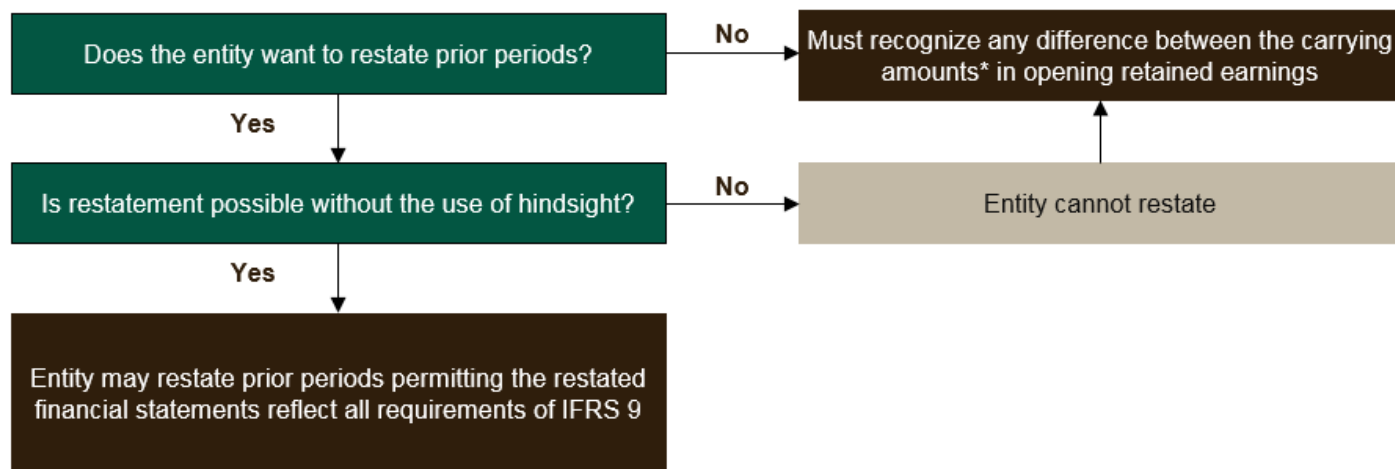 Does the entity want to restate prior periods?
No
Must recognize any difference between the carrying
amounts* in opening retained earnings
Yes
Is restatement possible without the use of hindsight?
No
Entity cannot restate
Yes
Entity may restate prior periods permitting the restated
financial statements reflect all requirements of IFRS 9